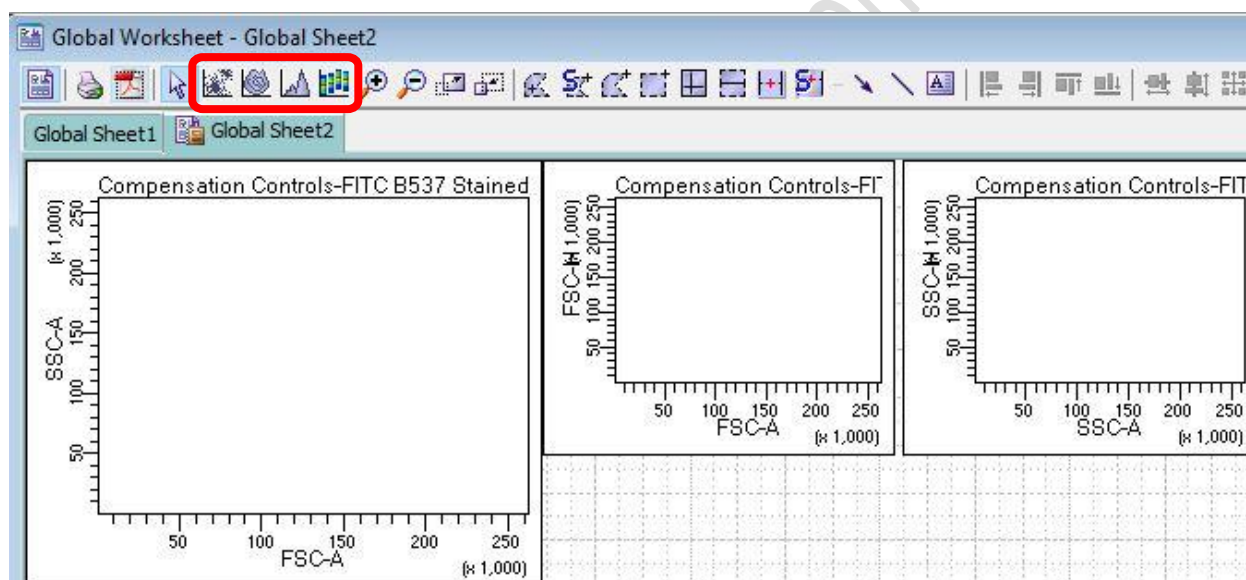 Global Worksheet - Global Sheet2
Global Sheet1
Global Sheet2
Compensation Controls-FITC B537 Stained
(x 1,000)
250
200
150
100
50
SSC-A
50 100 150 200 250
FSC-A
(x 1,000)
Compensation Controls-FI
(x 1,000)
250
200
150
100
50
FSC-H
50 100 150 200 250
FSC-A
(x 1,000)
Compensation Controls-FIT
(x 1,000)
250
200
150
100
50
SSC-H
50 100 150 200 250
SSC-A
(x 1,000)